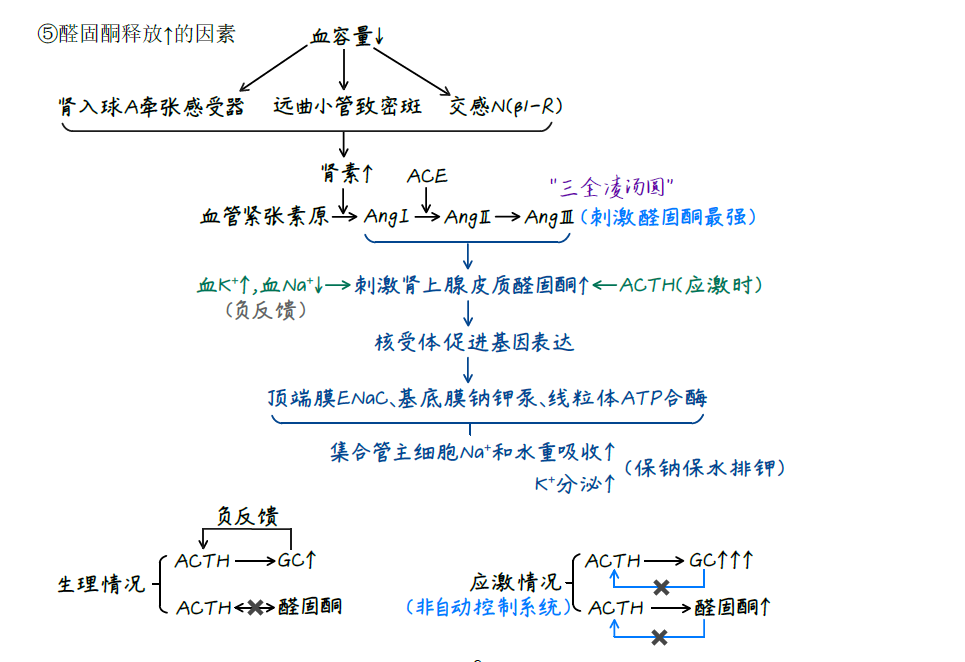 ⑤醛固酮释放↑的因素
血容量↓
肾入球A牵张感受器 远曲小管致密斑 交感N(β1-R)
肾素↑ ACE
"三全凌汤圆"
血管紧张素原→AngⅠ→AngⅡ→AngⅢ(刺激醛固酮最强)
血K⁺↑,血Na⁺↓→刺激肾上腺皮质醛固酮↑←ACTH(应激时)
(负反馈)
核受体促进基因表达
顶端膜ENaC、基底膜钠钾泵、线粒体ATP合酶
集合管主细胞Na⁺和水重吸收↑
(保钠保水排钾)
K⁺分泌↑
负反馈
生理情况
ACTH→GC↑
ACTH↔醛固酮
应激情况
(非自动控制系统)
ACTH→GC↑↑↑
ACTH→醛固酮↑